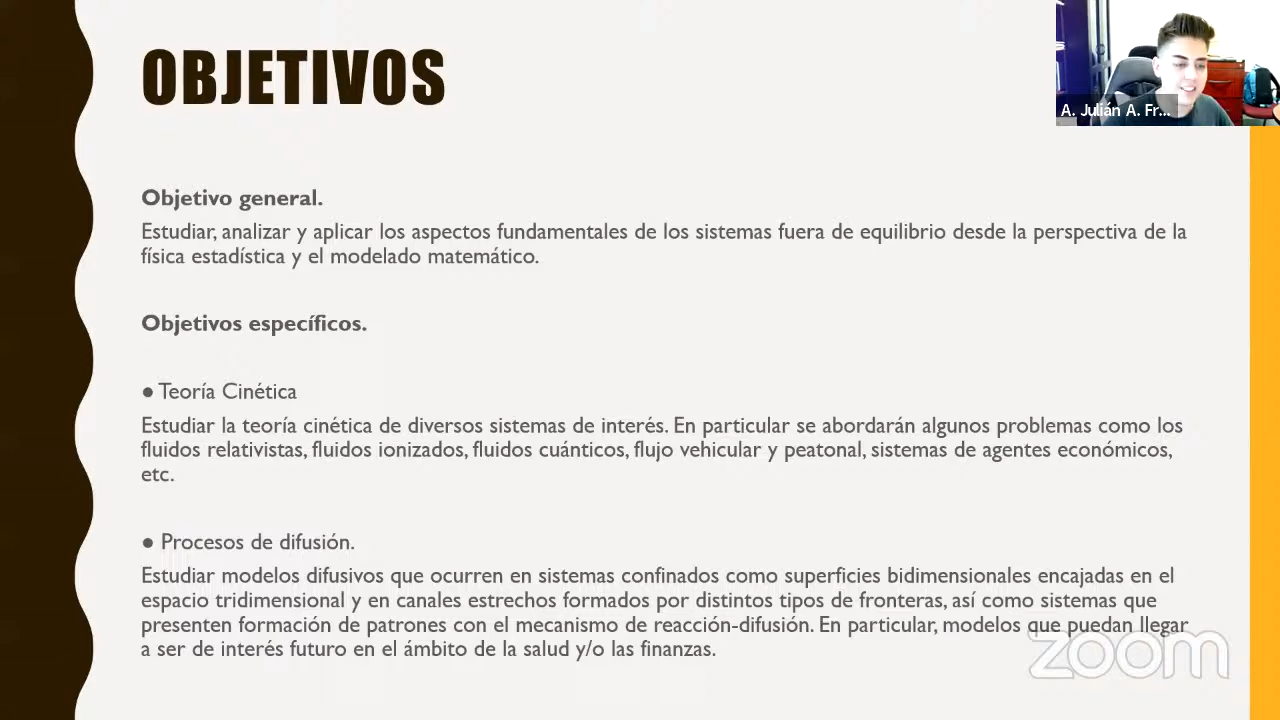 OBJETIVOS
A. Julián A. Fr...
Objetivo general.
Estudiar, analizar y aplicar los aspectos fundamentales de los sistemas fuera de equilibrio desde la perspectiva de la
física estadística y el modelado matemático.
Objetivos específicos.
● Teoría Cinética
Estudiar la teoría cinética de diversos sistemas de interés. En particular se abordarán algunos problemas como los
fluidos relativistas, fluidos ionizados, fluidos cuánticos, flujo vehicular y peatonal, sistemas de agentes económicos,
etc.
● Procesos de difusión.
Estudiar modelos difusivos que ocurren en sistemas confinados como superficies bidimensionales encajadas en el
espacio tridimensional y en canales estrechos formados por distintos tipos de fronteras, así como sistemas que
presenten formación de patrones con el mecanismo de reacción-difusión. En particular, modelos que puedan llegar
a ser de interés futuro en el ámbito de la salud y/o las finanzas.
zoom